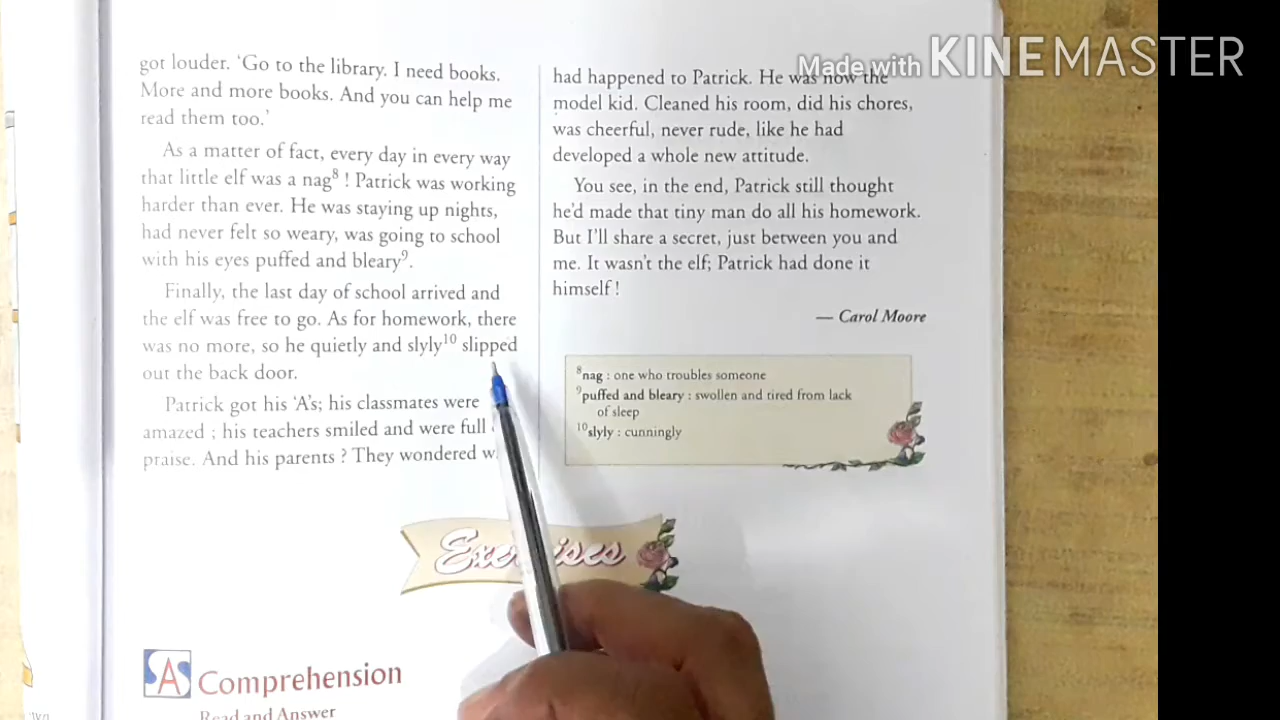 got louder. ‘Go to the library. I need books.
More and more books. And you can help me
read them too.’
As a matter of fact, every day in every way
that little elf was a nag8 ! Patrick was working
harder than ever. He was staying up nights,
had never felt so weary, was going to school
with his eyes puffed and bleary9.
Finally, the last day of school arrived and
the elf was free to go. As for homework, there
was no more, so he quietly and slyly10 slipped
out the back door.
Patrick got his ‘A’s; his classmates were
amazed ; his teachers smiled and were full
praise. And his parents ? They wondered
had happened to Patrick. He was now the
model kid. Cleaned his room, did his chores,
was cheerful, never rude, like he had
developed a whole new attitude.
You see, in the end, Patrick still thought
he’d made that tiny man do all his homework.
But I’ll share a secret, just between you and
me. It wasn’t the elf; Patrick had done it
himself !
— Carol Moore
8nag : one who troubles someone
9puffed and bleary : swollen and tired from lack
of sleep
10slyly : cunningly
Exercises
SAS Comprehension
Read and Answer
Made with KINEMASTER